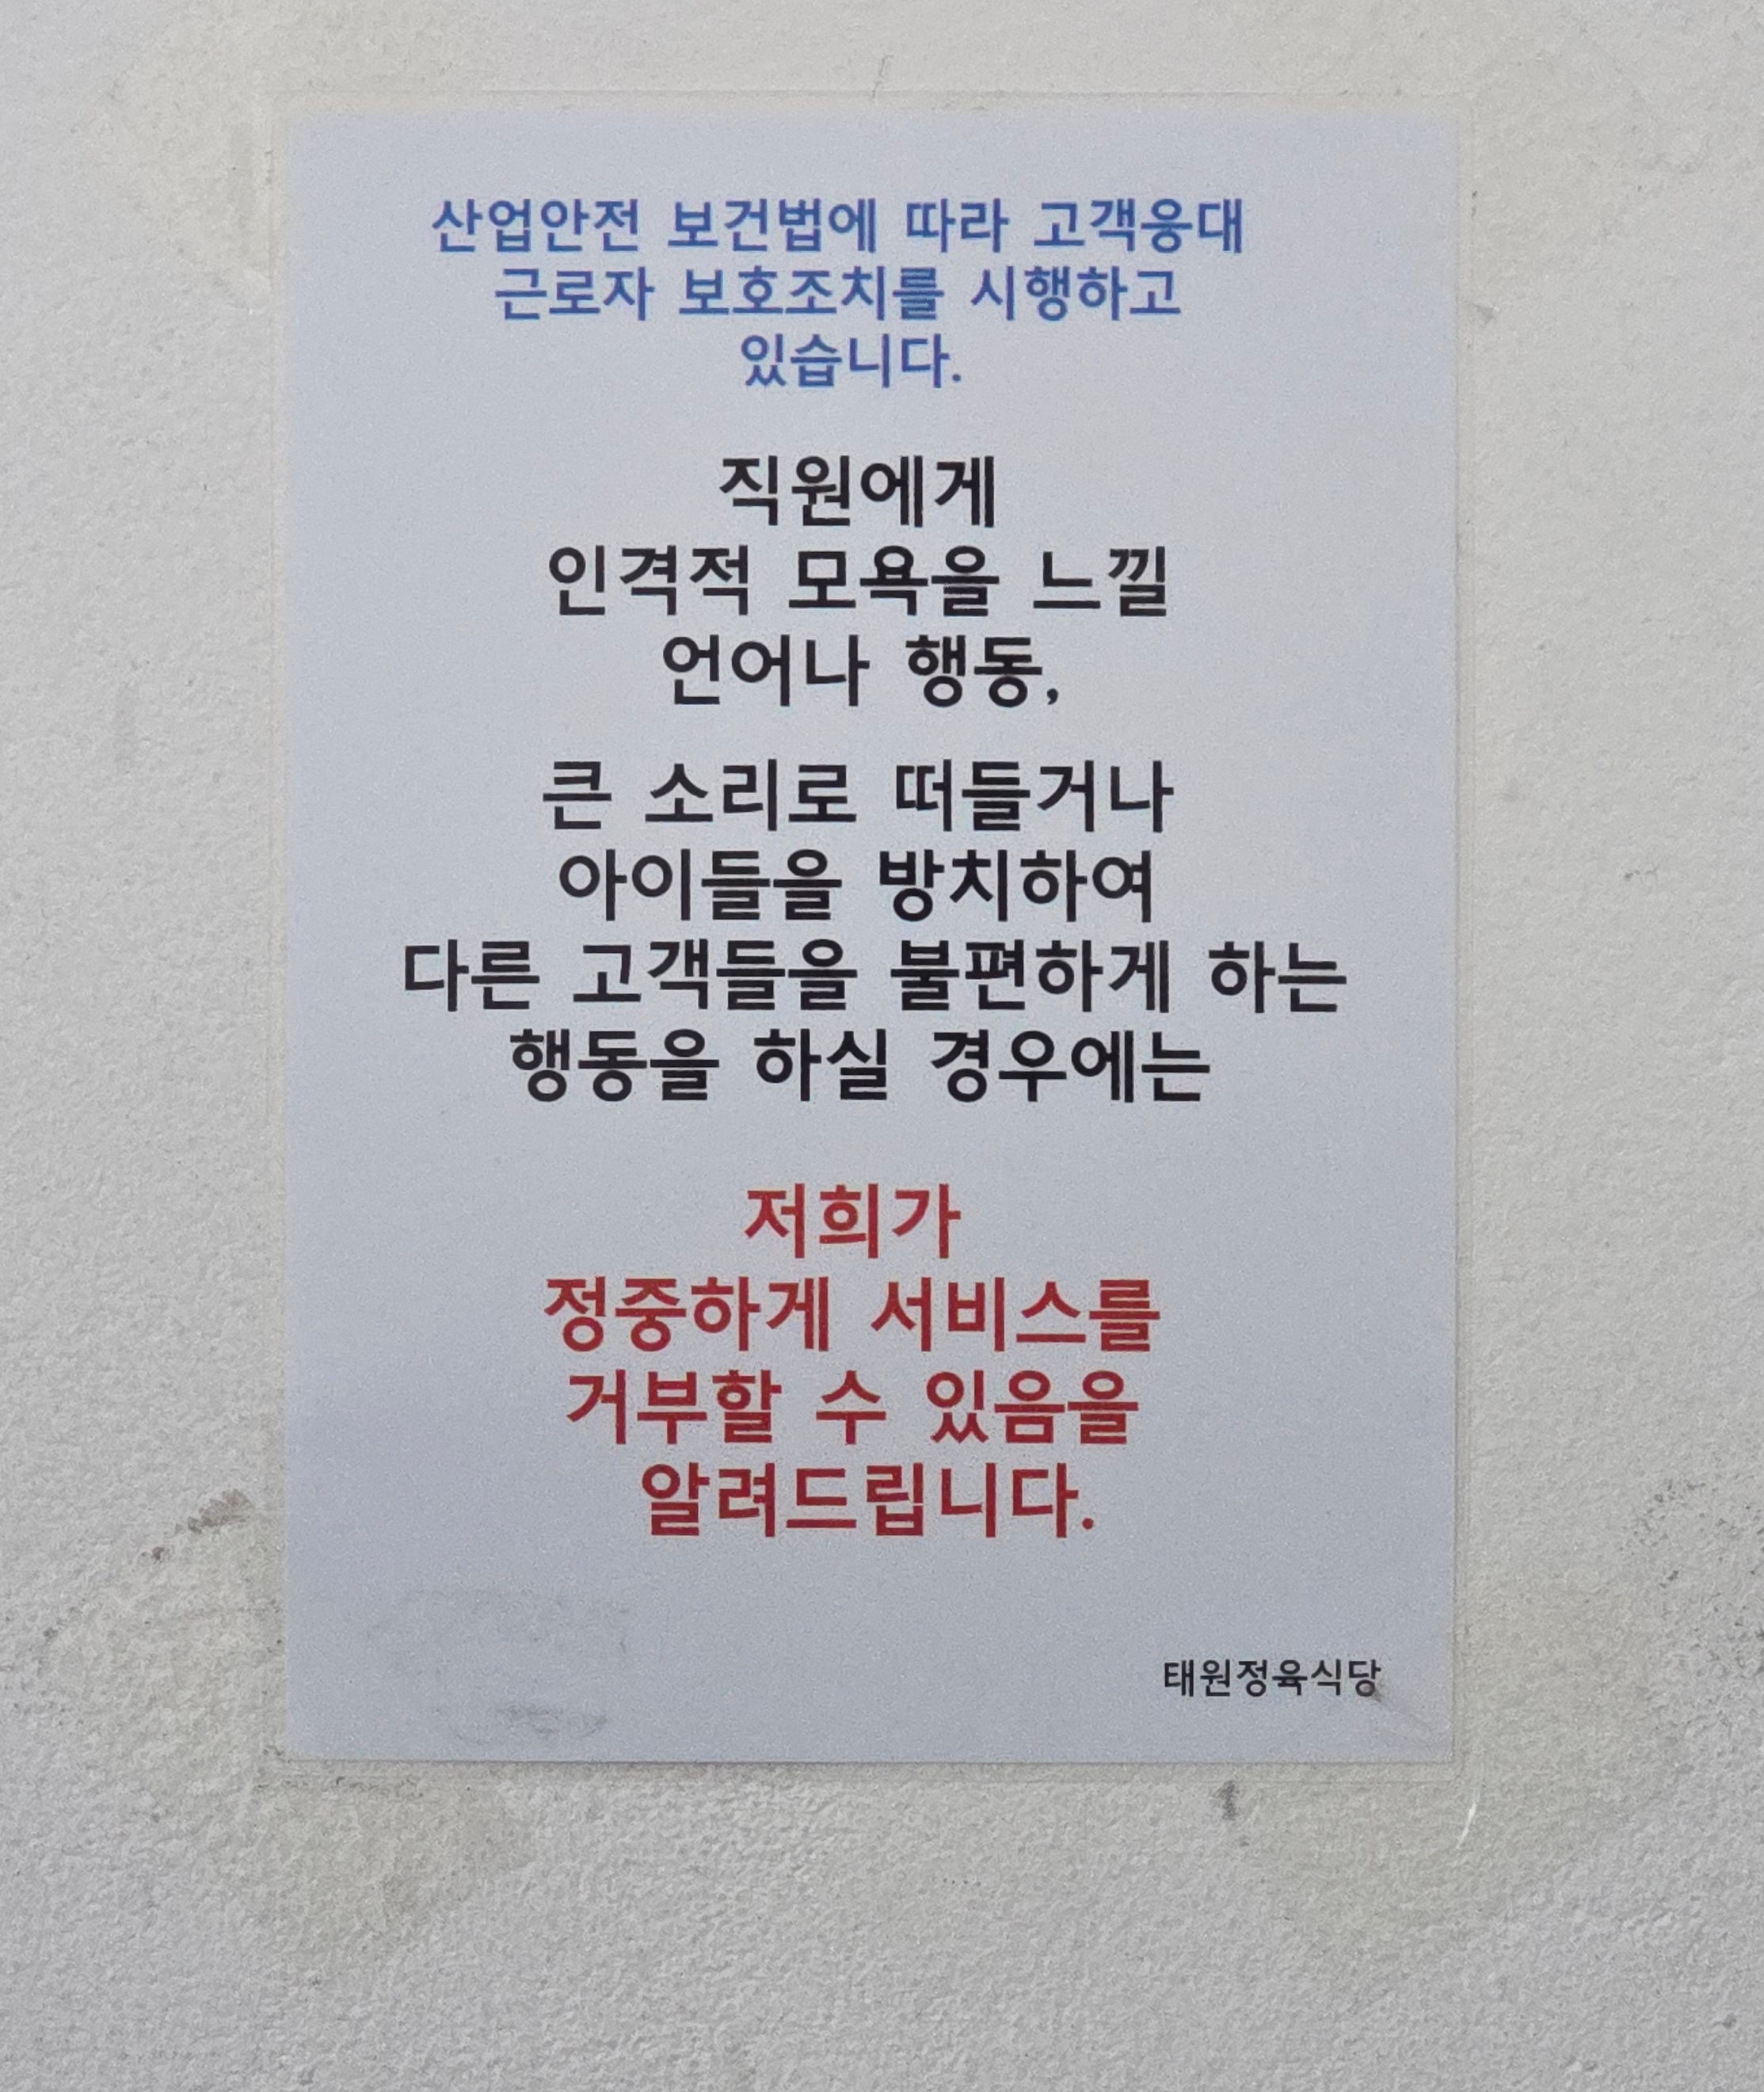 산업안전 보건법에 따라 고객응대
근로자 보호조치를 시행하고
있습니다.
직원에게
인격적 모욕을 느낄
언어나 행동,
큰 소리로 떠들거나
아이들을 방치하여
다른 고객들을 불편하게 하는
행동을 하실 경우에는
저희가
정중하게 서비스를
거부할 수 있음을
알려드립니다.
태원정육식당